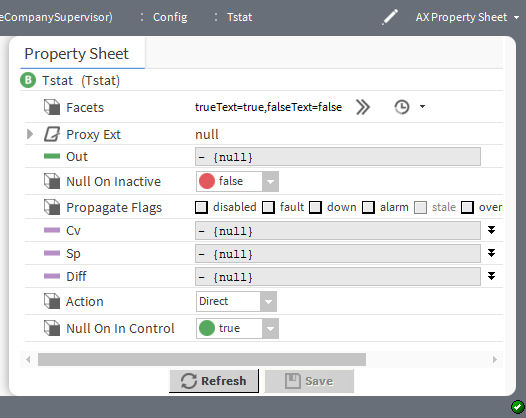 eCompanySupervisor) : Config : Tstat AX Property Sheet
Property Sheet
B Tstat (Tstat)
Facets trueText=true,falseText=false
Proxy Ext null
Out – {null}
Null On Inactive false
Propagate Flags disabled fault down alarm stale over
Cv – {null}
Sp – {null}
Diff – {null}
Action Direct
Null On In Control true
Refresh Save